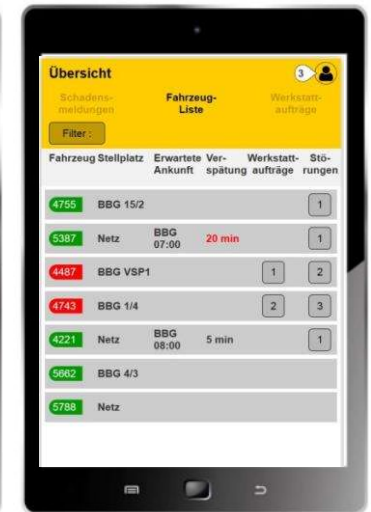 Übersicht 3
Schadens- Fahrzeug- Werkstatt-
meldungen Liste aufträge
Filter :
Fahrzeug Stellplatz Erwartete Ver- Werkstatt- Stö-
Ankunft spätung aufträge rungen
4755 BBG 15/2 1
5387 Netz BBG 07:00 20 min 1
4487 BBG VSP1 1 2
4743 BBG 1/4 2 3
4221 Netz BBG 08:00 5 min 1
5662 BBG 4/3
5788 Netz